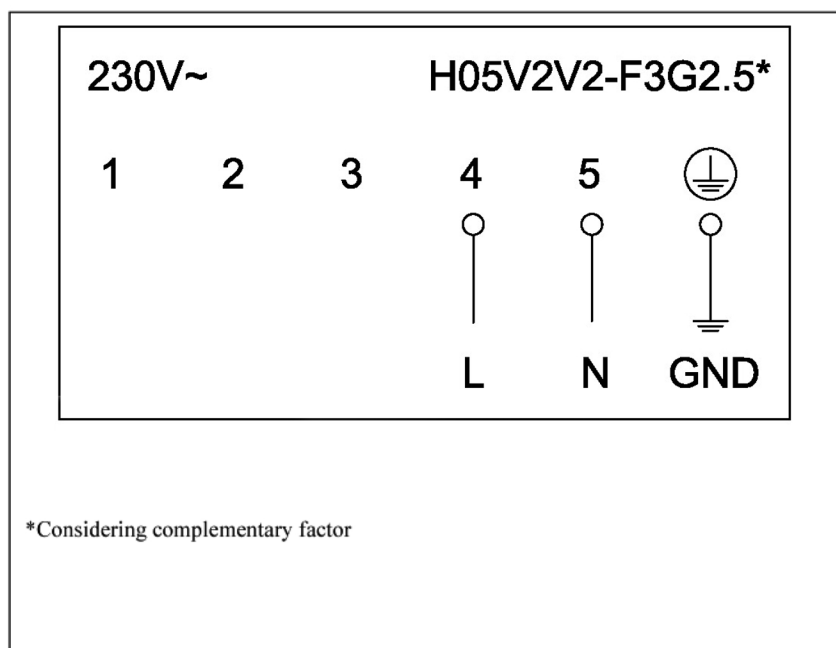 230V~ H05V2V2-F3G2.5*
1 2 3 4 5
L N GND
*Considering complementary factor